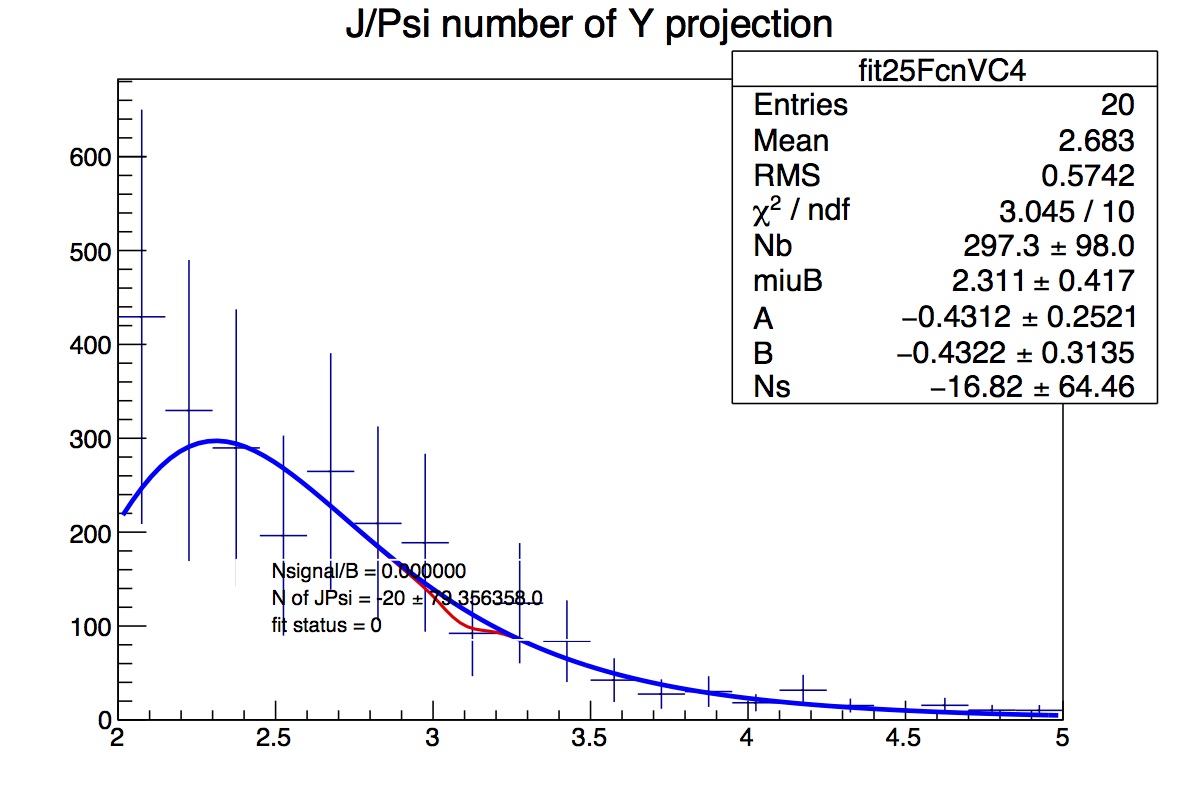 J/Psi number of Y projection
fit25FcnVC4
Entries 20
Mean 2.683
RMS 0.5742
χ² / ndf 3.045 / 10
Nb 297.3 ± 98.0
miuB 2.311 ± 0.417
A −0.4312 ± 0.2521
B −0.4322 ± 0.3135
Ns −16.82 ± 64.46
600
500
400
300
200
100
0
Nsignal/B = 0.000000
N of JPsi = -20 ± 79.356358.0
fit status = 0
2 2.5 3 3.5 4 4.5 5